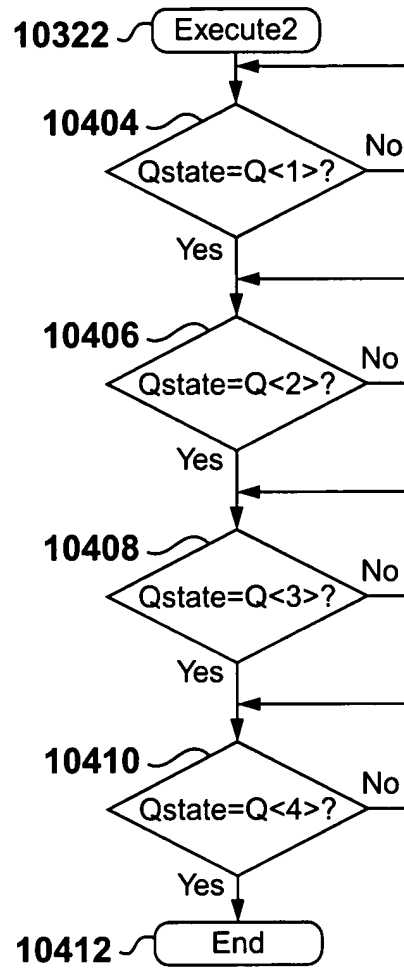 10322 Execute2
10404
Qstate=Q<1>? No
Yes
10406
Qstate=Q<2>? No
Yes
10408
Qstate=Q<3>? No
Yes
10410
Qstate=Q<4>? No
Yes
10412 End